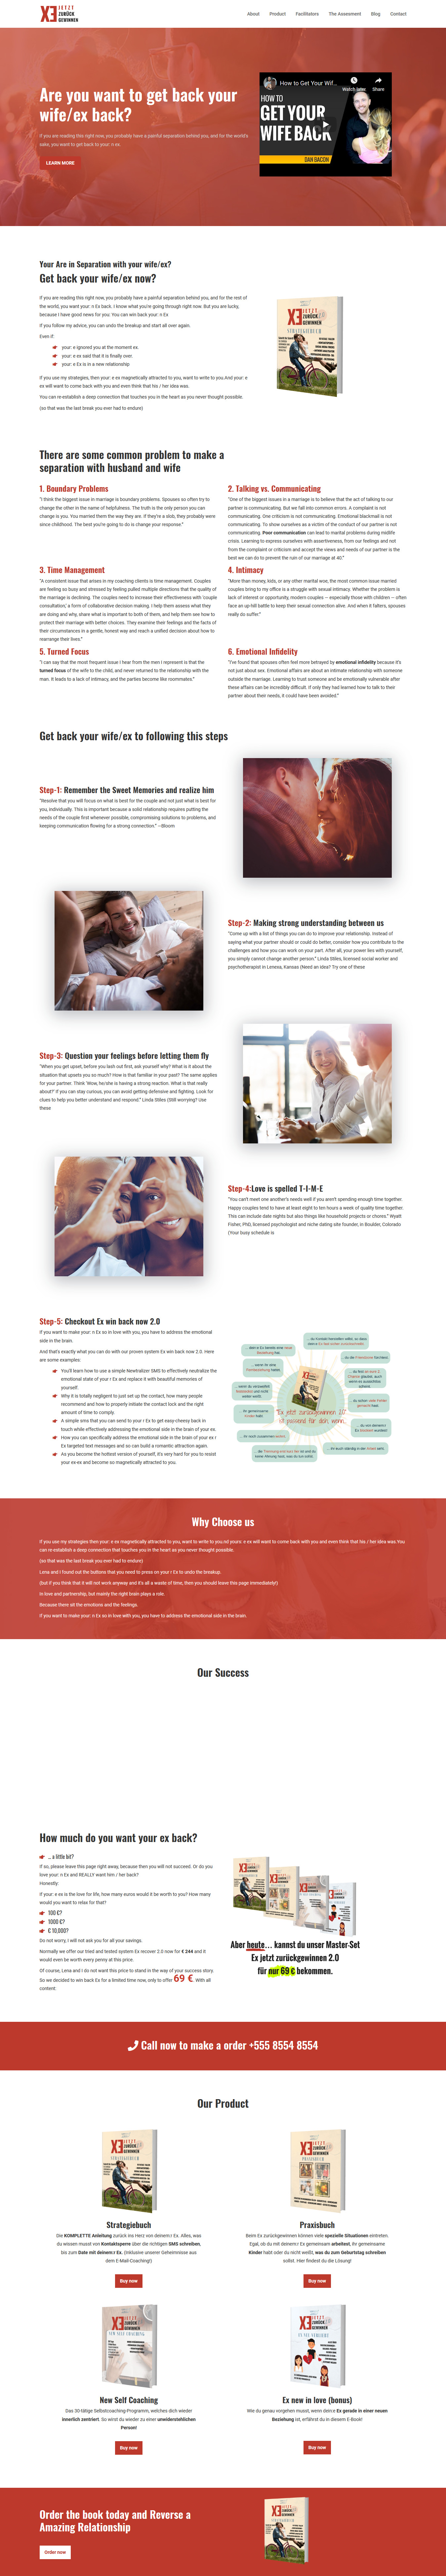 XE JETZT
ZURÜCK
GEWINNEN
About
Product
Facilitators
The Assesment
Blog
Contact
Are you want to get back your
wife/ex back?
If you are reading this right now, you probably have a painful separation behind you, and for the world's
sake, you want to get back to your: n ex.
LEARN MORE
How to Get Your Wif...
Watch later
Share
HOW TO
GET YOUR
WIFE BACK
DAN BACON
Your Are in Separation with your wife/ex?
Get back your wife/ex now?
If you are reading this right now, you probably have a painful separation behind you, and for the rest of
the world, you want your: n Ex back. I know what you're going through right now. But you are lucky,
because I have good news for you: You can win back your: n Ex
If you follow my advice, you can undo the breakup and start all over again.
Even if:
your: e ignored you at the moment ex.
your: e ex said that it is finally over.
your: e Ex is in a new relationship
If you use my strategies, then your: e ex magnetically attracted to you, want to write to you.And your: e
ex will want to come back with you and even think that his / her idea was.
You can re-establish a deep connection that touches you in the heart as you never thought possible.
(so that was the last break you ever had to endure)
XE JETZT
ZURÜCK
GEWINNEN
STRATEGIEBUCH
There are some common problem to make a
separation with husband and wife
1. Boundary Problems
"I think the biggest issue in marriage is boundary problems. Spouses so often try to
change the other in the name of helpfulness. The truth is the only person you can
change is you. You married them the way they are. If they're a slob, they probably were
since childhood. The best you're going to do is change your response."
2. Talking vs. Communicating
"One of the biggest issues in a marriage is to believe that the act of talking to our
partner is communicating. But we fall into common errors. A complaint is not
communicating. One criticism is not communicating. Emotional blackmail is not
communicating. To show ourselves as a victim of the conduct of our partner is not
communicating. Poor communication can lead to marital problems during midlife
crisis. Learning to express ourselves with assertiveness, from our feelings and not
from the complaint or criticism and accept the views and needs of our partner is the
best we can do to prevent the ruin of our marriage at 40."
3. Time Management
"A consistent issue that arises in my coaching clients is time management. Couples
are feeling so busy and stressed by feeling pulled multiple directions that the quality of
the marriage is declining. The couples need to increase their effectiveness with 'couple
consultation,' a form of collaborative decision making. I help them assess what they
are doing and why, share what is important to both of them, and help them to how to
protect their marriage with better choices. They examine their feelings and the facts of
their circumstances in a gentle, honest way and reach a unified decision about how to
rearrange their lives."
4. Intimacy
"More than money, kids, or any other marital woe, the most common issue married
couples bring to my office is a struggle with sexual intimacy. Whether the problem is
lack of interest or opportunity, modern couples — especially those with children — often
face an up-hill battle to keep their sexual connection alive. And when it falters, spouses
really do suffer."
5. Turned Focus
"I can say that the most frequent issue I hear from the men I represent is that the
turned focus of the wife to the child, and never returned to the relationship with the
man. It leads to a lack of intimacy, and the parties become like roommates."
6. Emotional Infidelity
"I've found that spouses often feel more betrayed by emotional infidelity because it's
not just about sex. Emotional affairs are about an intimate relationship with someone
outside the marriage. Learning to trust someone and be emotionally vulnerable after
these affairs can be incredibly difficult. If only they had learned how to talk to their
partner about their needs, it could have been avoided."
Get back your wife/ex to following this steps
Step-1: Remember the Sweet Memories and realize him
"Resolve that you will focus on what is best for the couple and not just what is best for
you, individually. This is important because a solid relationship requires putting the
needs of the couple first whenever possible, compromising solutions to problems, and
keeping communication flowing for a strong connection." —Bloom
Step-2: Making strong understanding between us
"Come up with a list of things you can do to improve your relationship. Instead of
saying what your partner should or could do better, consider how you contribute to the
challenges and how you can work on your part. After all, your power lies with yourself,
you simply cannot change another person." Linda Stiles, licensed social worker and
psychotherapist in Lenexa, Kansas (Need an idea? Try one of these
Step-3: Question your feelings before letting them fly
"When you get upset, before you lash out first, ask yourself why? What is it about the
situation that upsets you so much? How is that familiar in your past? The same applies
for your partner. Think 'Wow, he/she is having a strong reaction. What is that really
about?' If you can stay curious, you can avoid getting defensive and fighting. Look for
clues to help you better understand and respond." Linda Stiles (Still worrying? Use
these
Step-4:Love is spelled T-I-M-E
"You can't meet one another's needs well if you aren't spending enough time together.
Happy couples tend to have at least eight to ten hours a week of quality time together.
This can include date nights but also things like household projects or chores." Wyatt
Fisher, PhD, licensed psychologist and niche dating site founder, in Boulder, Colorado
(Your busy schedule is
Step-5: Checkout Ex win back now 2.0
If you want to make your: n Ex so in love with you, you have to address the emotional
side in the brain.
And that's exactly what you can do with our proven system Ex win back now 2.0. Here
are some examples:
You'll learn how to use a simple Newtralizer SMS to effectively neutralize the
emotional state of your: s Ex and replace it with beautiful memories of
yourself.
Why it is totally negligent to just set up the contact, how many people
recommend and how to properly initiate the contact lock and the right
amount of time to comply.
A simple sms that you can send to your r Ex to get easy-cheesy back in
touch while effectively addressing the emotional side in the brain of your ex.
How you can specifically address the emotional side in the brain of your ex r
Ex targeted text messages and so can build a romantic attraction again.
As you become the hottest version of yourself, it's very hard for you to resist
your ex-ex and become so magnetically attracted to you.
"Ex jetzt zurückgewinnen 2.0"
ist passend für dich, wenn,
Why Choose us
If you use my strategies then your: e ex magnetically attracted to you, want to write to you.nd yours: e ex will want to come back with you and even think that his / her idea was.You
can re-establish a deep connection that touches you in the heart as you never thought possible.
(so that was the last break you ever had to endure)
Lena and I found out the buttons that you need to press on your r Ex to undo the breakup.
(but if you think that it will not work anyway and it's all a waste of time, then you should leave this page immediately!)
In love and partnership, but mainly the right brain plays a role.
Because there sit the emotions and the feelings.
If you want to make your: n Ex so in love with you, you have to address the emotional side in the brain.
Our Success
How much do you want your ex back?
... a little bit?
If so, please leave this page right away, because then you will not succeed. Or do you
love your: n Ex and REALLY want him / her back?
Honestly:
If your: e ex is the love for life, how many euros would it be worth to you? How many
would you want to relax for that?
100 €?
1000 €?
€ 10,000?
Do not worry, I will not ask you for all your savings.
Normally we offer our tried and tested system Ex recover 2.0 now for € 244 and it
would even be worth every penny at this price.
Of course, Lena and I do not want this price to stand in the way of your success story.
So we decided to win back Ex for a limited time now, only to offer 69 €. With all
content:
Aber heute... kannst du unser Master-Set
Ex jetzt zurückgewinnen 2.0
für nur 69 € bekommen.
Call now to make a order +555 8554 8554
Our Product
Strategiebuch
Die KOMPLETTE Anleitung zurück ins Herz von deinem:r Ex. Alles, was
du wissen musst von Kontaktsperre über die richtigen SMS schreiben,
bis zum Date mit deinem:r Ex. (Inklusive unserer Geheimnisse aus
dem E-Mail-Coaching!)
Buy now
Praxisbuch
Beim Ex zurückgewinnen können viele spezielle Situationen eintreten.
Egal, ob du mit deinem:r Ex gemeinsam arbeitest, ihr gemeinsame
Kinder habt oder du nicht weißt, was du zum Geburtstag schreiben
sollst. Hier findest du die Lösung!
Buy now
New Self Coaching
Das 30-tätige Selbstcoaching-Programm, welches dich wieder
innerlich zentriert. So wirst du wieder zu einer unwiderstehlichen
Person!
Buy now
Ex new in love (bonus)
Wie du genau vorgehen musst, wenn dein:e Ex gerade in einer neuen
Beziehung ist, erfährst du in diesem E-Book!
Buy now
Order the book today and Reverse a
Amazing Relationship
Order now